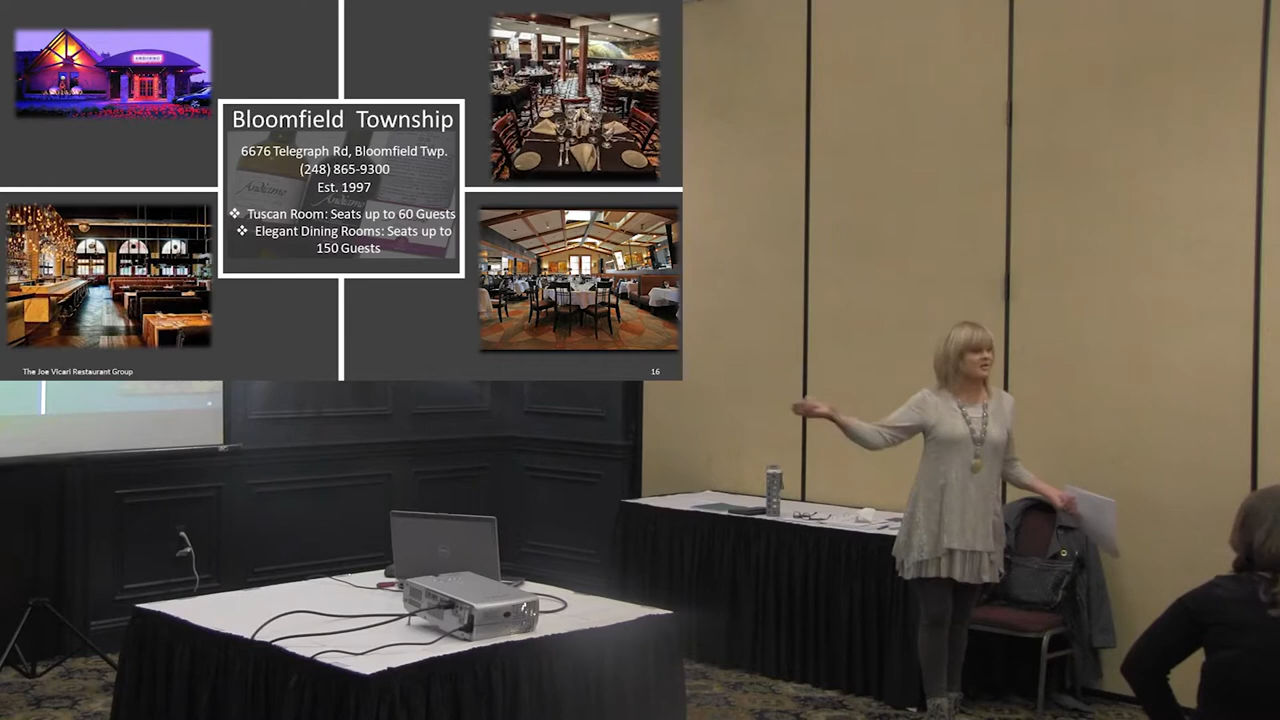 Bloomfield Township
6676 Telegraph Rd, Bloomfield Twp.
(248) 865-9300
Est. 1997
❖ Tuscan Room: Seats up to 60 Guests
❖ Elegant Dining Rooms: Seats up to
150 Guests
Andiamo
The Joe Vicari Restaurant Group
16